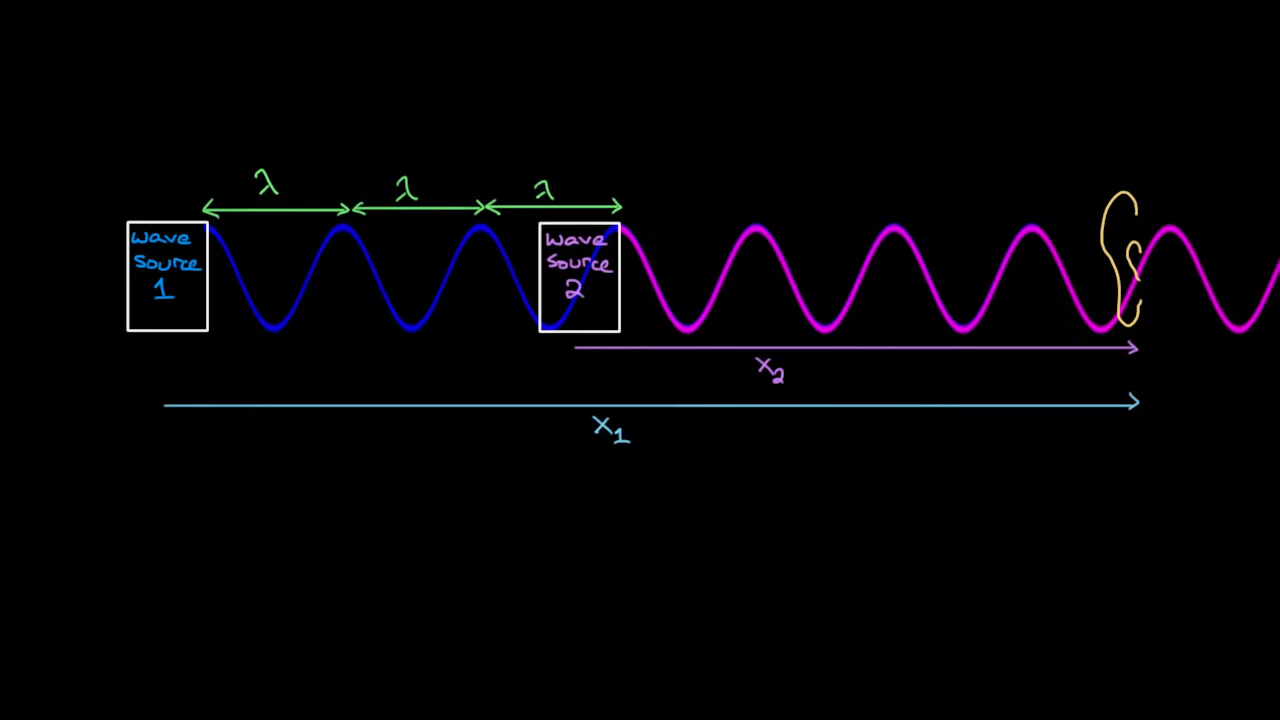 λ λ λ
wave
source
1
wave
source
2
x₂
x₁